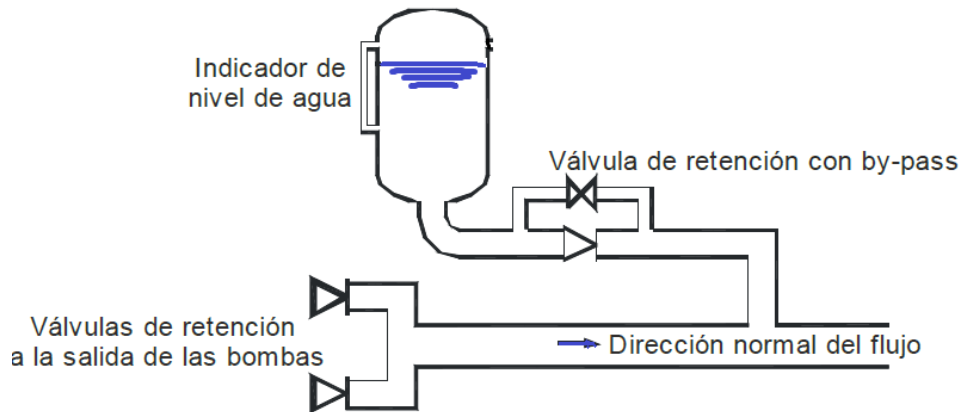 Indicador de
nivel de agua
Válvula de retención con by-pass
Válvulas de retención
a la salida de las bombas
Dirección normal del flujo